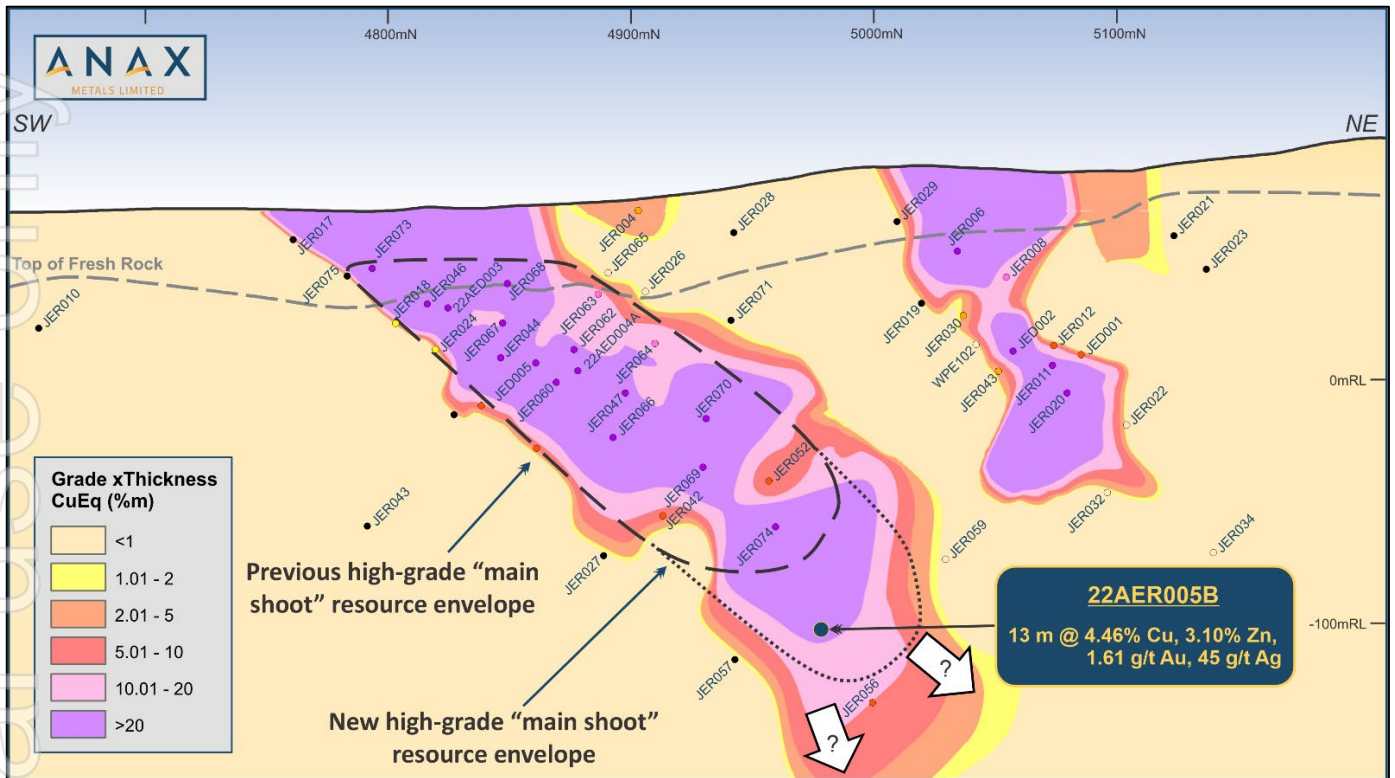 4800mN
4900mN
5000mN
5100mN
ANAX
METALS LIMITED
SW
NE
JER017
JER073
JER004
JER065
JER026
JER028
JER029
JER006
JER008
JER021
JER023
Top of Fresh Rock
JER010
JER075
JER018
JER046
22AED003
JER068
JER063
JER062
22AED004A
JER064
JER071
JER019
JER030
WPE102
JER043
JED002
JER012
JED001
JER011
JER020
JER022
JER024
JER067
JER044
JED005
JER060
JER047
JER066
JER070
0mRL
JER052
JER069
JER042
JER074
JER043
JER027
JER059
JER032
JER034
Grade xThickness
CuEq (%m)
<1
1.01 - 2
2.01 - 5
5.01 - 10
10.01 - 20
>20
Previous high-grade "main
shoot" resource envelope
New high-grade "main shoot"
resource envelope
22AER005B
13 m @ 4.46% Cu, 3.10% Zn,
1.61 g/t Au, 45 g/t Ag
-100mRL
JER057
JER056
?
?